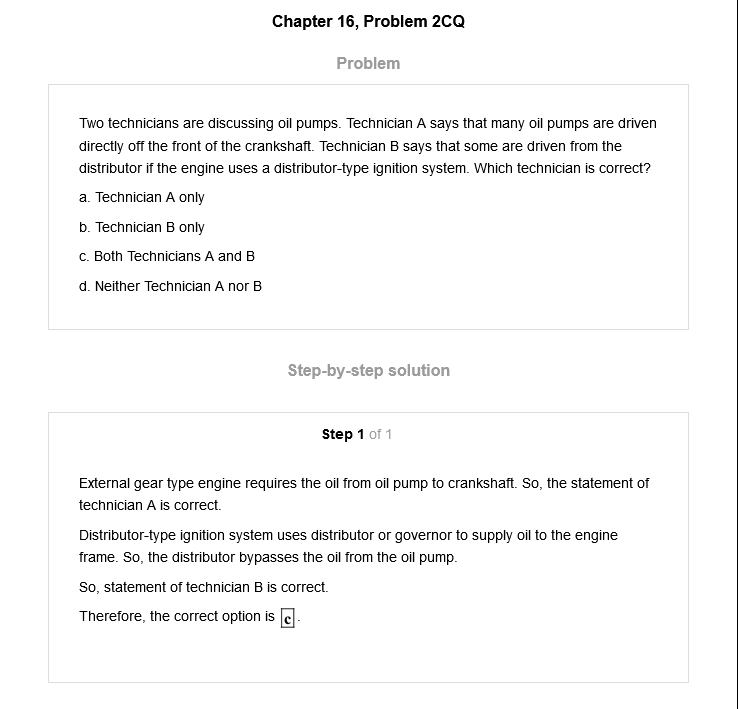 Chapter 16, Problem 2CQ
Problem
Two technicians are discussing oil pumps. Technician A says that many oil pumps are driven
directly off the front of the crankshaft. Technician B says that some are driven from the
distributor if the engine uses a distributor-type ignition system. Which technician is correct?
a. Technician A only
b. Technician B only
c. Both Technicians A and B
d. Neither Technician A nor B
Step-by-step solution
Step 1 of 1
External gear type engine requires the oil from oil pump to crankshaft. So, the statement of
technician A is correct.
Distributor-type ignition system uses distributor or governor to supply oil to the engine
frame. So, the distributor bypasses the oil from the oil pump.
So, statement of technician B is correct.
Therefore, the correct option is c.